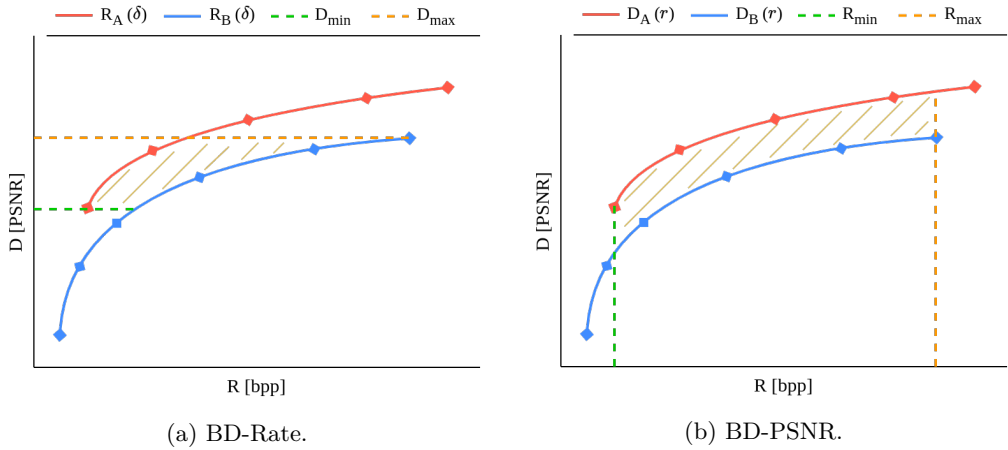 R_A(δ) R_B(δ) D_min D_max
D [PSNR]
R [bpp]
(a) BD-Rate.
D_A(r) D_B(r) R_min R_max
D [PSNR]
R [bpp]
(b) BD-PSNR.